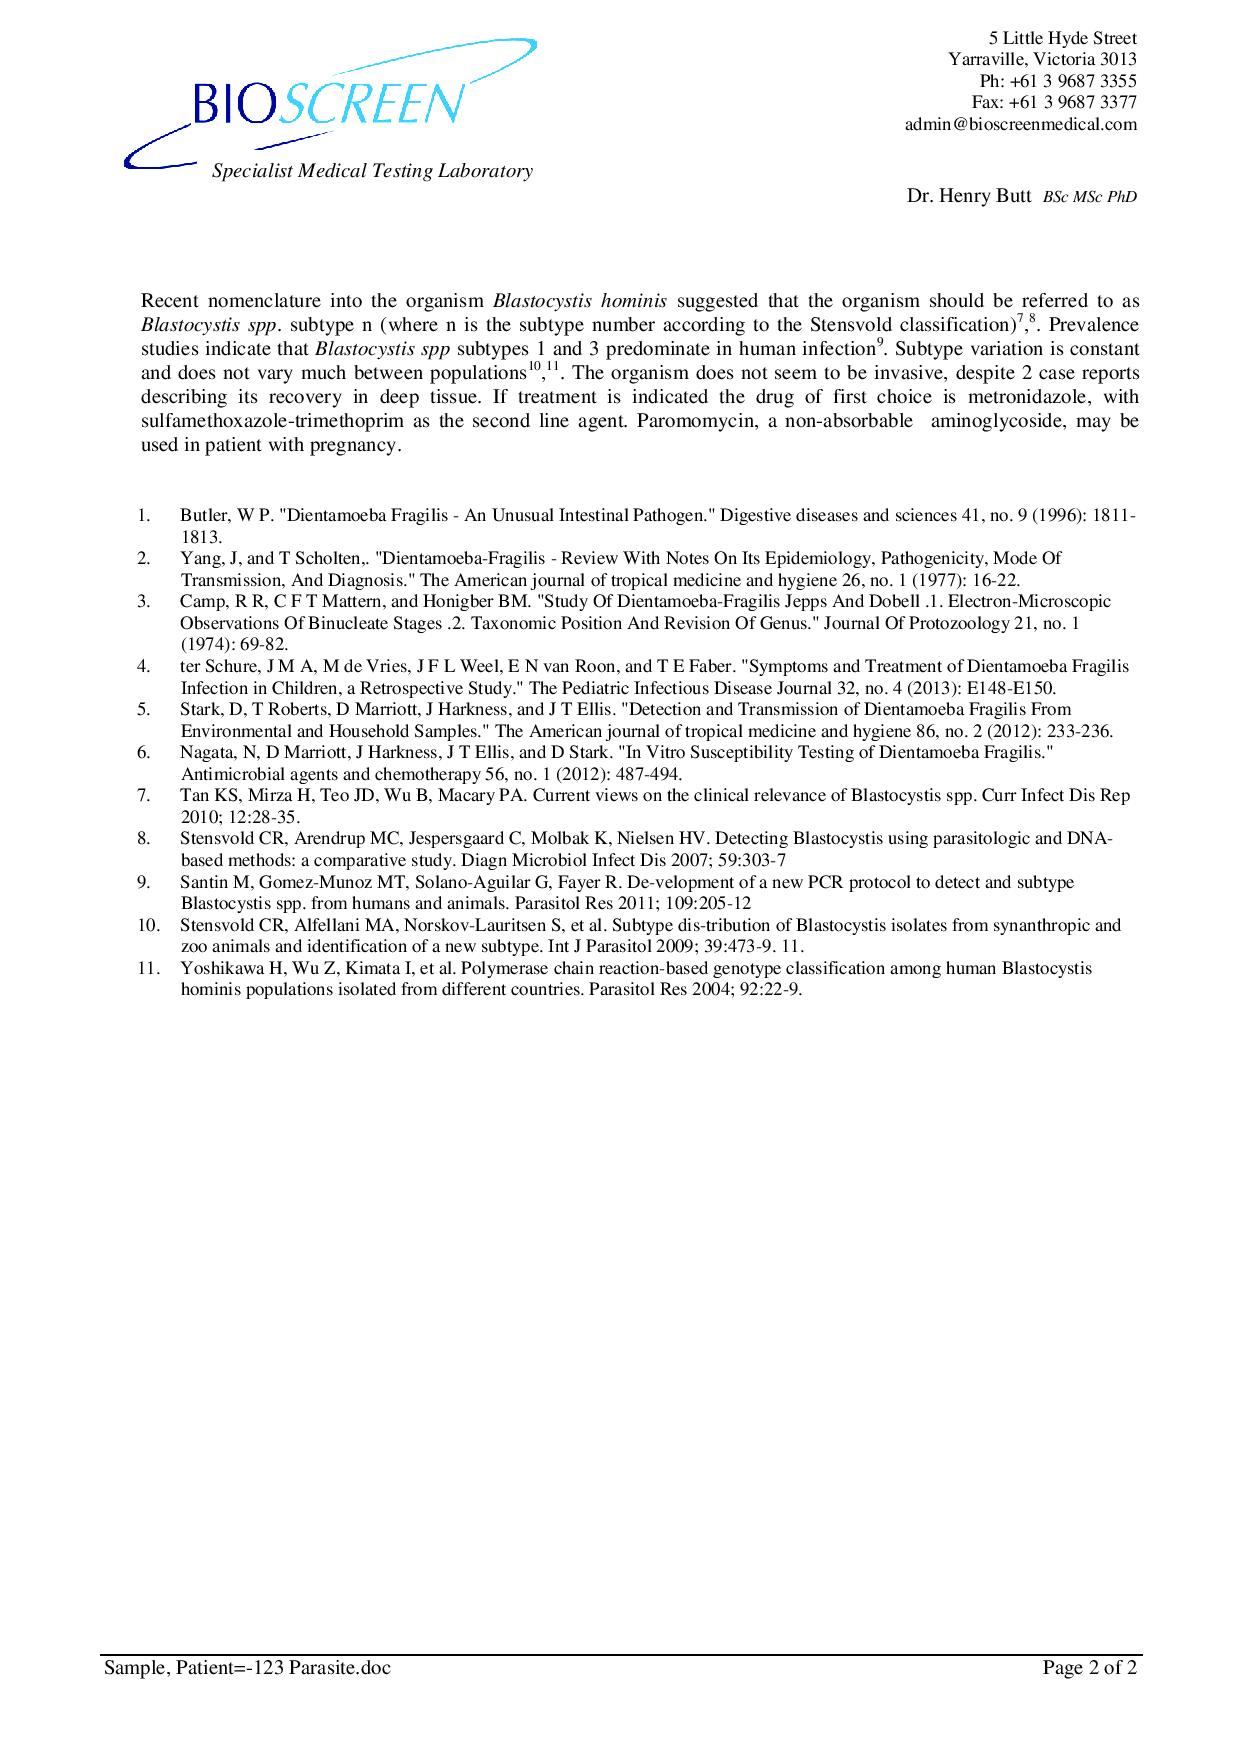 5 Little Hyde Street
Yarraville, Victoria 3013
Ph: +61 3 9687 3355
Fax: +61 3 9687 3377
admin@bioscreenmedical.com
BIOSCREEN
Specialist Medical Testing Laboratory
Dr. Henry Butt BSc MSc PhD
Recent nomenclature into the organism Blastocystis hominis suggested that the organism should be referred to as
Blastocystis spp. subtype n (where n is the subtype number according to the Stensvold classification)7,8. Prevalence
studies indicate that Blastocystis spp subtypes 1 and 3 predominate in human infection9. Subtype variation is constant
and does not vary much between populations10,11. The organism does not seem to be invasive, despite 2 case reports
describing its recovery in deep tissue. If treatment is indicated the drug of first choice is metronidazole, with
sulfamethoxazole-trimethoprim as the second line agent. Paromomycin, a non-absorbable aminoglycoside, may be
used in patient with pregnancy.
1. Butler, W P. "Dientamoeba Fragilis - An Unusual Intestinal Pathogen." Digestive diseases and sciences 41, no. 9 (1996): 1811-
1813.
2. Yang, J, and T Scholten,. "Dientamoeba-Fragilis - Review With Notes On Its Epidemiology, Pathogenicity, Mode Of
Transmission, And Diagnosis." The American journal of tropical medicine and hygiene 26, no. 1 (1977): 16-22.
3. Camp, R R, C F T Mattern, and Honigber BM. "Study Of Dientamoeba-Fragilis Jepps And Dobell .1. Electron-Microscopic
Observations Of Binucleate Stages .2. Taxonomic Position And Revision Of Genus." Journal Of Protozoology 21, no. 1
(1974): 69-82.
4. ter Schure, J M A, M de Vries, J F L Weel, E N van Roon, and T E Faber. "Symptoms and Treatment of Dientamoeba Fragilis
Infection in Children, a Retrospective Study." The Pediatric Infectious Disease Journal 32, no. 4 (2013): E148-E150.
5. Stark, D, T Roberts, D Marriott, J Harkness, and J T Ellis. "Detection and Transmission of Dientamoeba Fragilis From
Environmental and Household Samples." The American journal of tropical medicine and hygiene 86, no. 2 (2012): 233-236.
6. Nagata, N, D Marriott, J Harkness, J T Ellis, and D Stark. "In Vitro Susceptibility Testing of Dientamoeba Fragilis."
Antimicrobial agents and chemotherapy 56, no. 1 (2012): 487-494.
7. Tan KS, Mirza H, Teo JD, Wu B, Macary PA. Current views on the clinical relevance of Blastocystis spp. Curr Infect Dis Rep
2010; 12:28-35.
8. Stensvold CR, Arendrup MC, Jespersgaard C, Molbak K, Nielsen HV. Detecting Blastocystis using parasitologic and DNA-
based methods: a comparative study. Diagn Microbiol Infect Dis 2007; 59:303-7
9. Santin M, Gomez-Munoz MT, Solano-Aguilar G, Fayer R. De-velopment of a new PCR protocol to detect and subtype
Blastocystis spp. from humans and animals. Parasitol Res 2011; 109:205-12
10. Stensvold CR, Alfellani MA, Norskov-Lauritsen S, et al. Subtype dis-tribution of Blastocystis isolates from synanthropic and
zoo animals and identification of a new subtype. Int J Parasitol 2009; 39:473-9. 11.
11. Yoshikawa H, Wu Z, Kimata I, et al. Polymerase chain reaction-based genotype classification among human Blastocystis
hominis populations isolated from different countries. Parasitol Res 2004; 92:22-9.
Sample, Patient=-123 Parasite.doc
Page 2 of 2